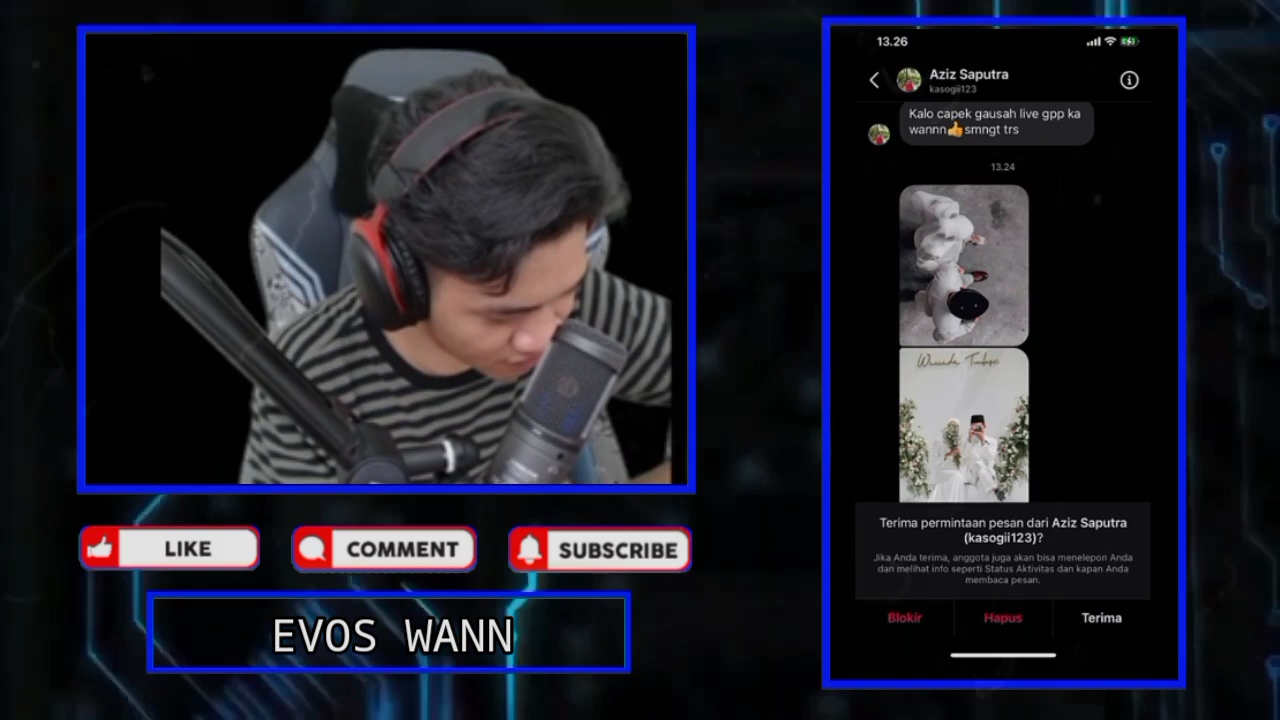 LIKE
COMMENT
SUBSCRIBE
EVOS WANN
13.26
Aziz Saputra
kasogii123
Kalo capek gausah live gpp ka
wannn👍smngt trs
13.24
Terima permintaan pesan dari Aziz Saputra
(kasogii123)?
Jika Anda terima, anggota juga akan bisa menelepon Anda
dan melihat info seperti Status Aktivitas dan kapan Anda
membaca pesan.
Blokir
Hapus
Terima